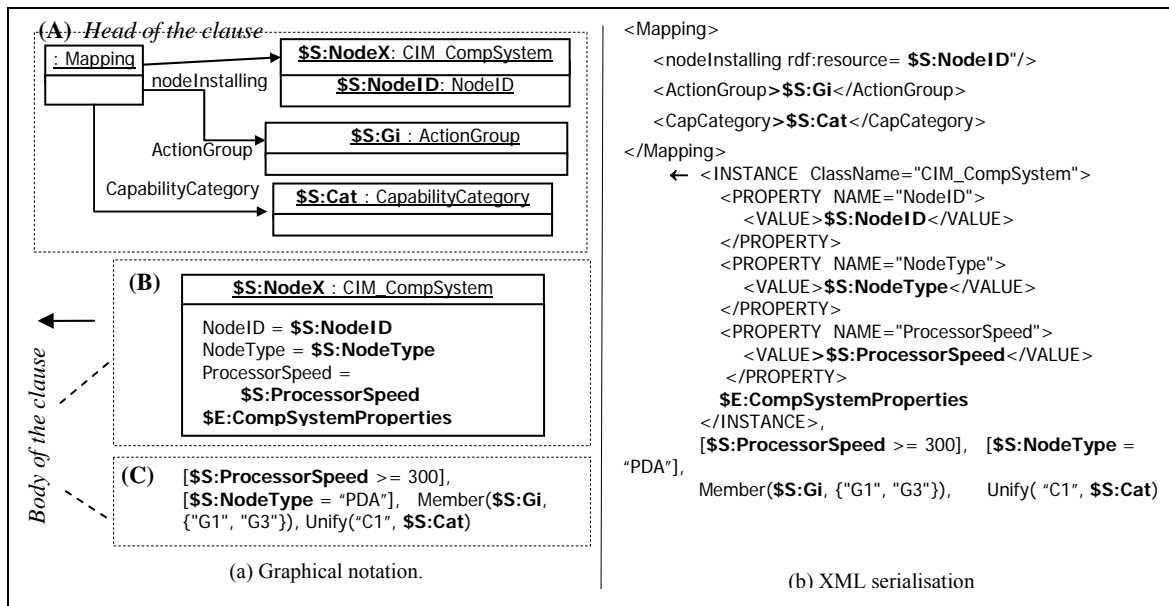 (A) Head of the clause
: Mapping
$S:NodeX: CIM_CompSystem
$S:NodeID: NodeID
nodeInstalling
$S:Gi : ActionGroup
ActionGroup
CapabilityCategory
$S:Cat : CapabilityCategory
Body of the clause
(B)
$S:NodeX : CIM_CompSystem
NodeID = $S:NodeID
NodeType = $S:NodeType
ProcessorSpeed =
$S:ProcessorSpeed
$E:CompSystemProperties
(C) [$S:ProcessorSpeed >= 300],
[$S:NodeType = “PDA”], Member($S:Gi,
{"G1", "G3"}), Unify(“C1”, $S:Cat)
(a) Graphical notation.
<Mapping>
<nodeInstalling rdf:resource= $S:NodeID"/>
<ActionGroup>$S:Gi</ActionGroup>
<CapCategory>$S:Cat</CapCategory>
</Mapping>
← <INSTANCE ClassName="CIM_CompSystem">
<PROPERTY NAME="NodeID">
<VALUE>$S:NodeID</VALUE>
</PROPERTY>
<PROPERTY NAME="NodeType">
<VALUE>$S:NodeType</VALUE>
</PROPERTY>
<PROPERTY NAME="ProcessorSpeed">
<VALUE>$S:ProcessorSpeed</VALUE>
</PROPERTY>
$E:CompSystemProperties
</INSTANCE>,
[$S:ProcessorSpeed >= 300], [$S:NodeType =
“PDA”],
Member($S:Gi, {"G1", "G3"}), Unify( “C1”, $S:Cat)
(b) XML serialisation